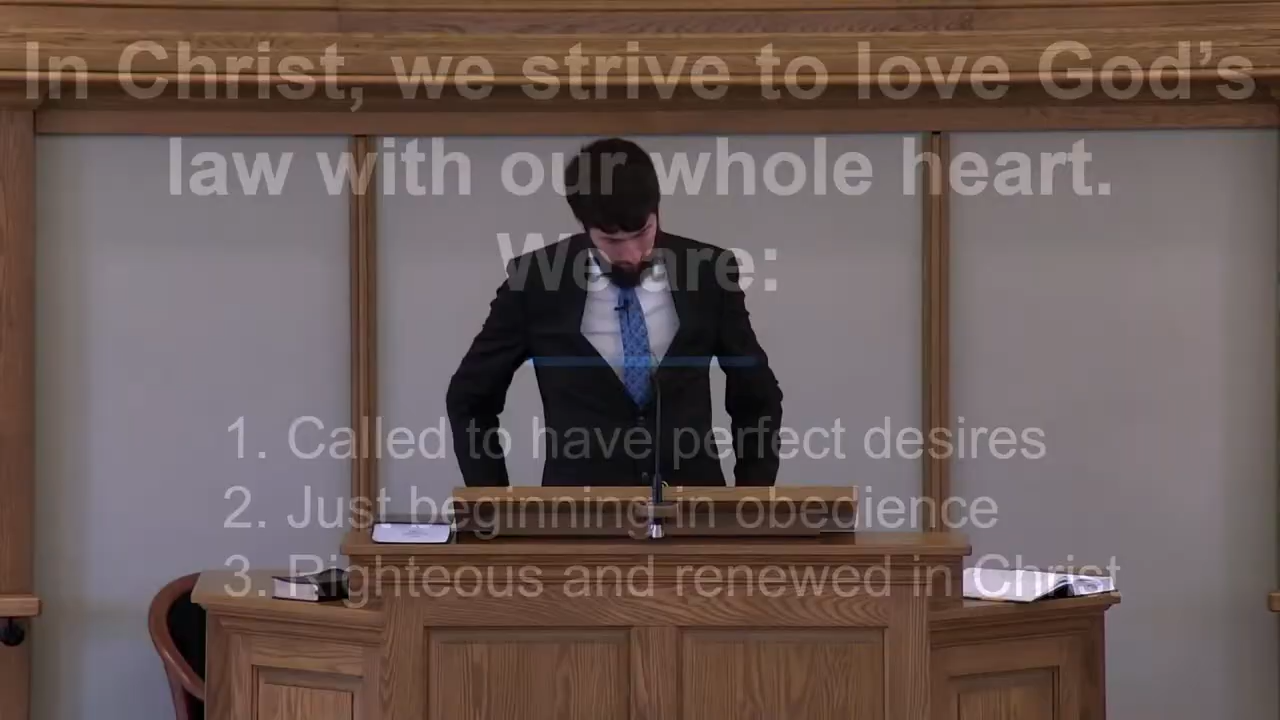 In Christ, we strive to love God's
law with our whole heart.
We are:
1. Called to have perfect desires
2. Just beginning in obedience
3. Righteous and renewed in Christ